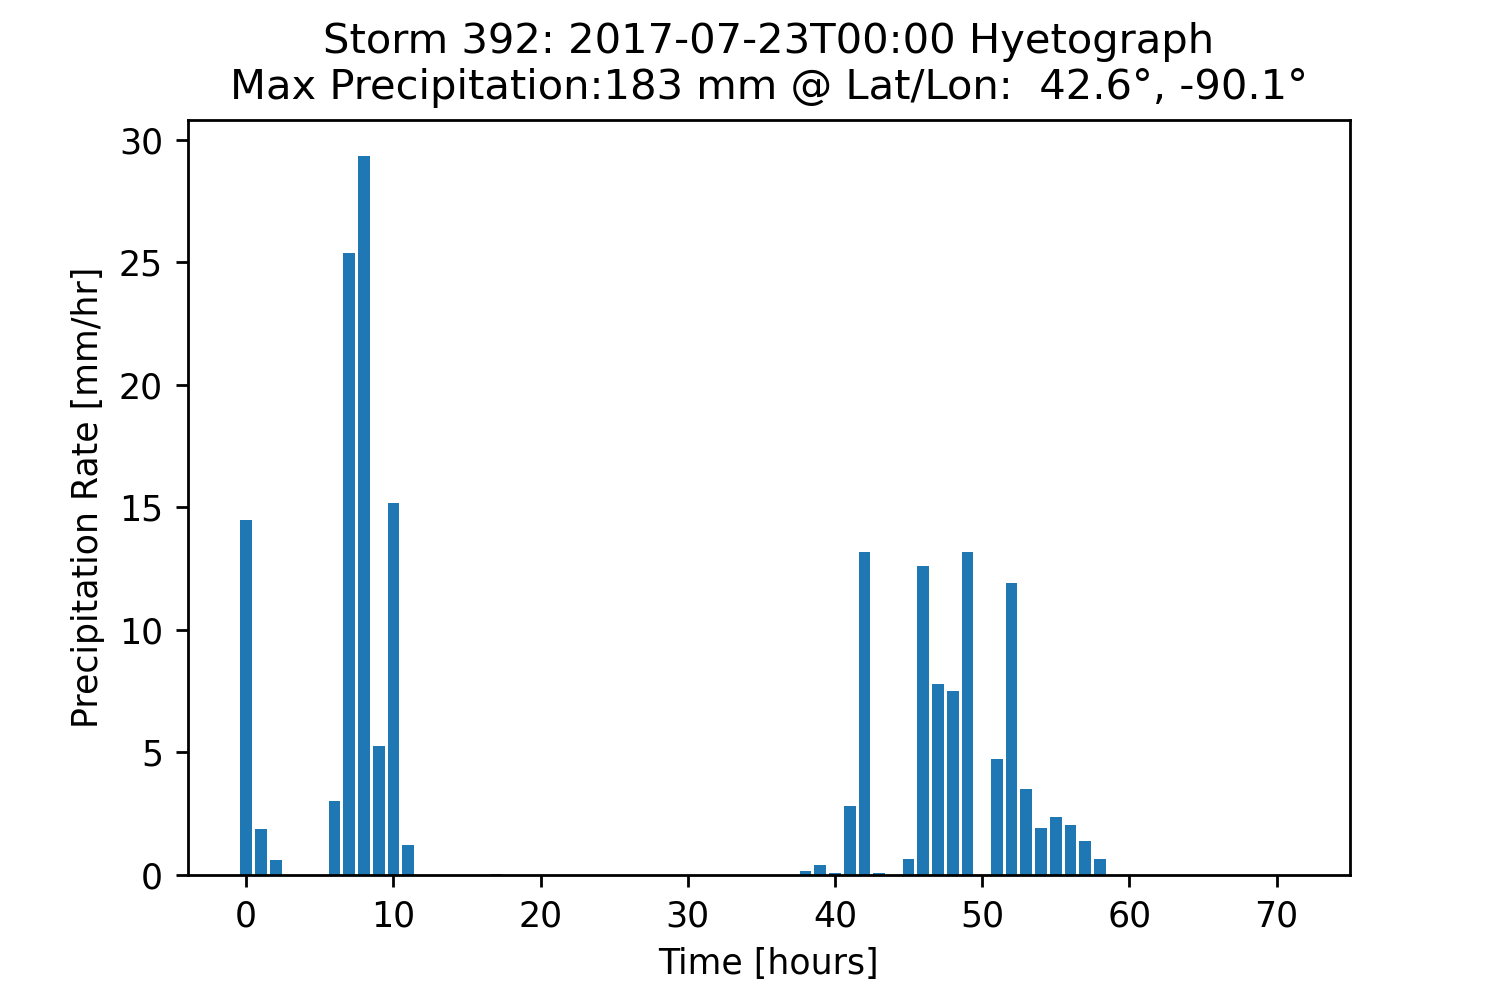 Storm 392: 2017-07-23T00:00 Hyetograph
Max Precipitation:183 mm @ Lat/Lon:  42.6°, -90.1°
30
25
20
15
10
5
0
Precipitation Rate [mm/hr]
0 10 20 30 40 50 60 70
Time [hours]